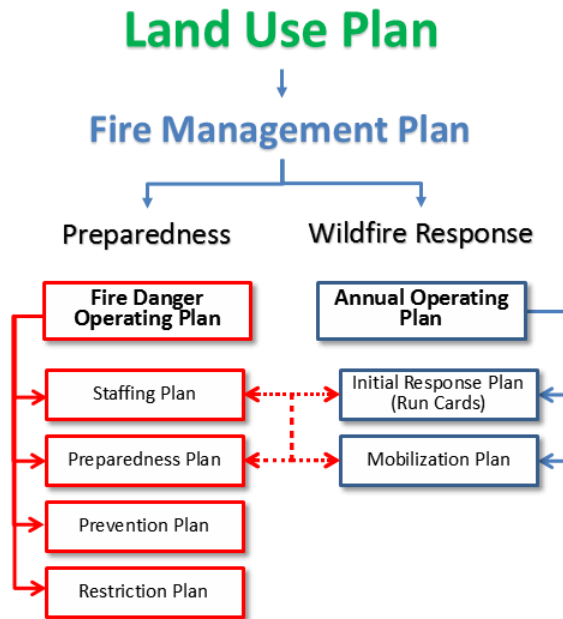 Land Use Plan
Fire Management Plan
Preparedness
Wildfire Response
Fire Danger
Operating Plan
Annual Operating
Plan
Staffing Plan
Initial Response Plan
(Run Cards)
Preparedness Plan
Mobilization Plan
Prevention Plan
Restriction Plan